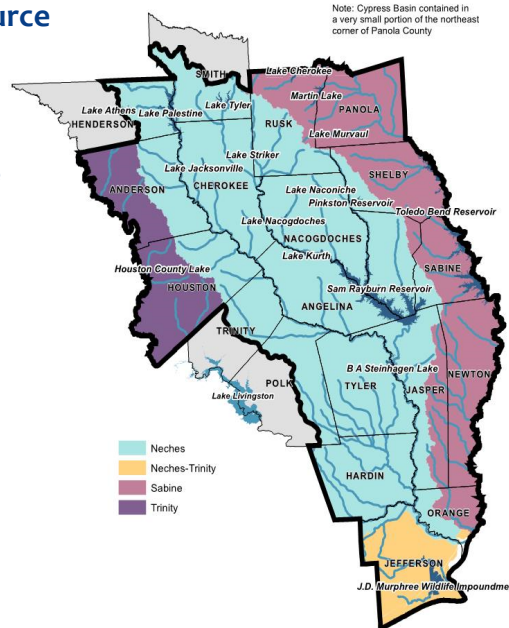 urce
Note: Cypress Basin contained in
a very small portion of the northeast
corner of Panola County
SMITH
Lake Cherokee
Martin Lake
PANOLA
Lake Athens
HENDERSON
Lake Palestine
Lake Tyler
RUSK
Lake Murvaul
Lake Striker
Lake Jacksonville
ANDERSON
CHEROKEE
SHELBY
Lake Naconiche
Pinkston Reservoir
Toledo Bend Reservoir
Lake Nacogdoches
NACOGDOCHES
Lake Kurth
Houston County Lake
HOUSTON
SABINE
Sam Rayburn Reservoir
ANGELINA
TRINITY
B A Steinhagen Lake
POLK
TYLER
JASPER
NEWTON
Lake Livingston
Neches
Neches-Trinity
Sabine
Trinity
HARDIN
ORANGE
JEFFERSON
J.D. Murphree Wildlife Impoundme